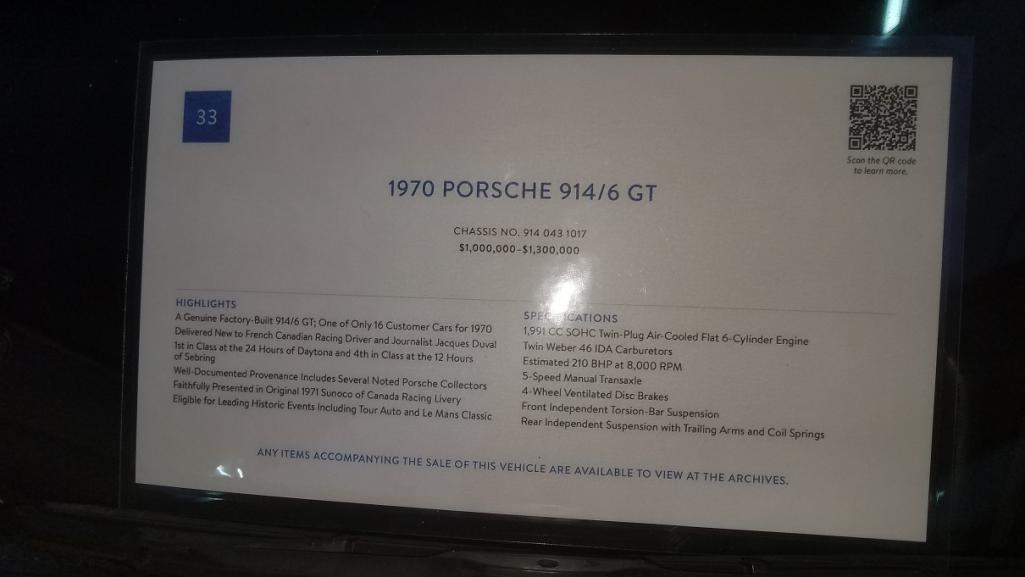 33
Scan the QR code
to learn more.
1970 PORSCHE 914/6 GT
CHASSIS NO. 914 043 1017
$1,000,000–$1,300,000
HIGHLIGHTS
A Genuine Factory-Built 914/6 GT; One of Only 16 Customer Cars for 1970
Delivered New to French Canadian Racing Driver and Journalist Jacques Duval
1st in Class at the 24 Hours of Daytona and 4th in Class at the 12 Hours
of Sebring
Well-Documented Provenance Includes Several Noted Porsche Collectors
Faithfully Presented in Original 1971 Sunoco of Canada Racing Livery
Eligible for Leading Historic Events Including Tour Auto and Le Mans Classic
SPECIFICATIONS
1,991 CC SOHC Twin-Plug Air-Cooled Flat 6-Cylinder Engine
Twin Weber 46 IDA Carburetors
Estimated 210 BHP at 8,000 RPM
5-Speed Manual Transaxle
4-Wheel Ventilated Disc Brakes
Front Independent Torsion-Bar Suspension
Rear Independent Suspension with Trailing Arms and Coil Springs
ANY ITEMS ACCOMPANYING THE SALE OF THIS VEHICLE ARE AVAILABLE TO VIEW AT THE ARCHIVES.